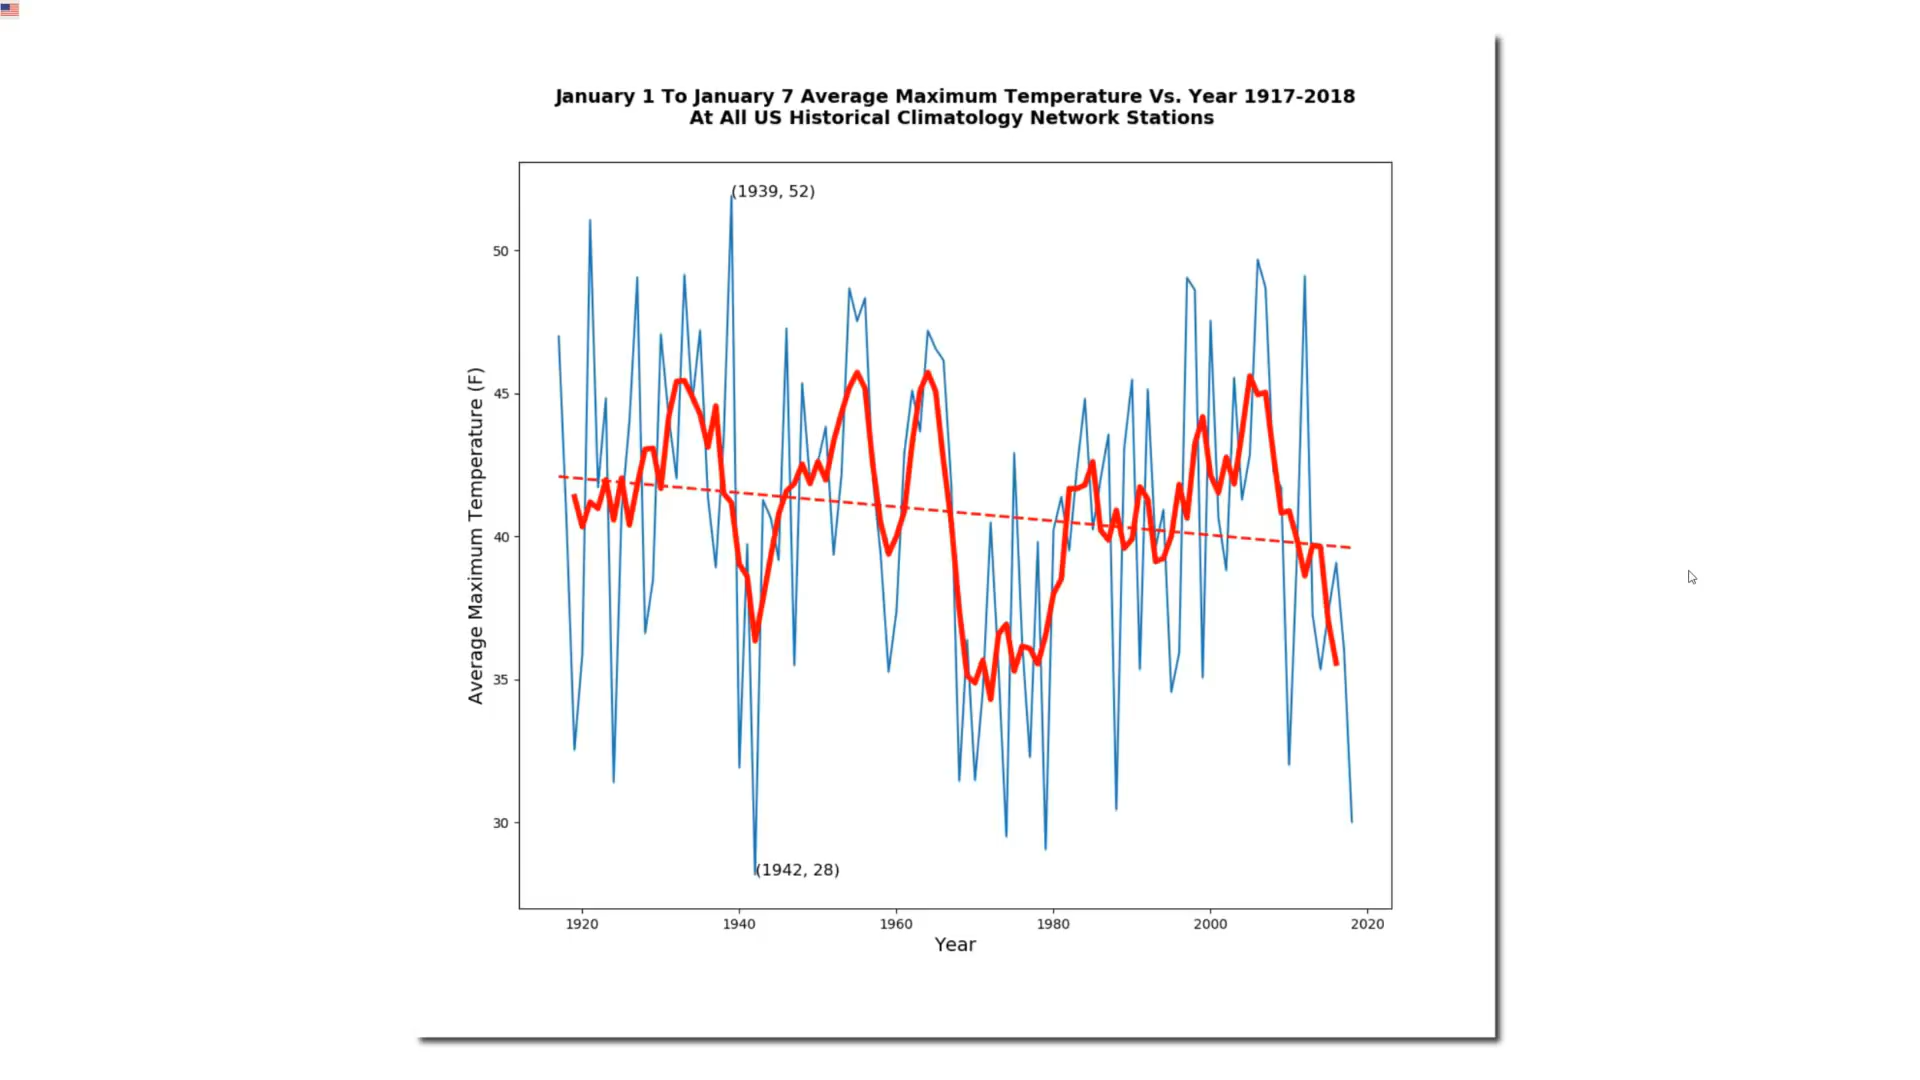 January 1 To January 7 Average Maximum Temperature Vs. Year 1917-2018
At All US Historical Climatology Network Stations
(1939, 52)
50
45
40
35
30
Average Maximum Temperature (F)
(1942, 28)
1920 1940 1960 1980 2000 2020
Year